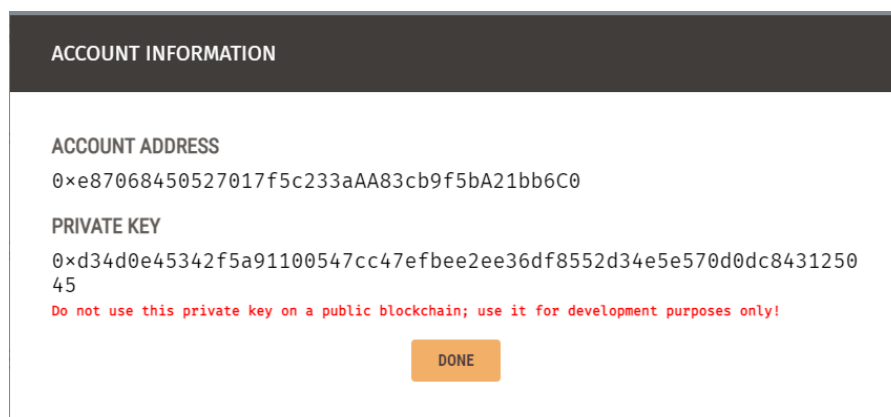 ACCOUNT INFORMATION
ACCOUNT ADDRESS
0×e87068450527017f5c233aAA83cb9f5bA21bb6C0
PRIVATE KEY
0×d34d0e45342f5a91100547cc47efbee2ee36df8552d34e5e570d0dc8431250
45
Do not use this private key on a public blockchain; use it for development purposes only!
DONE